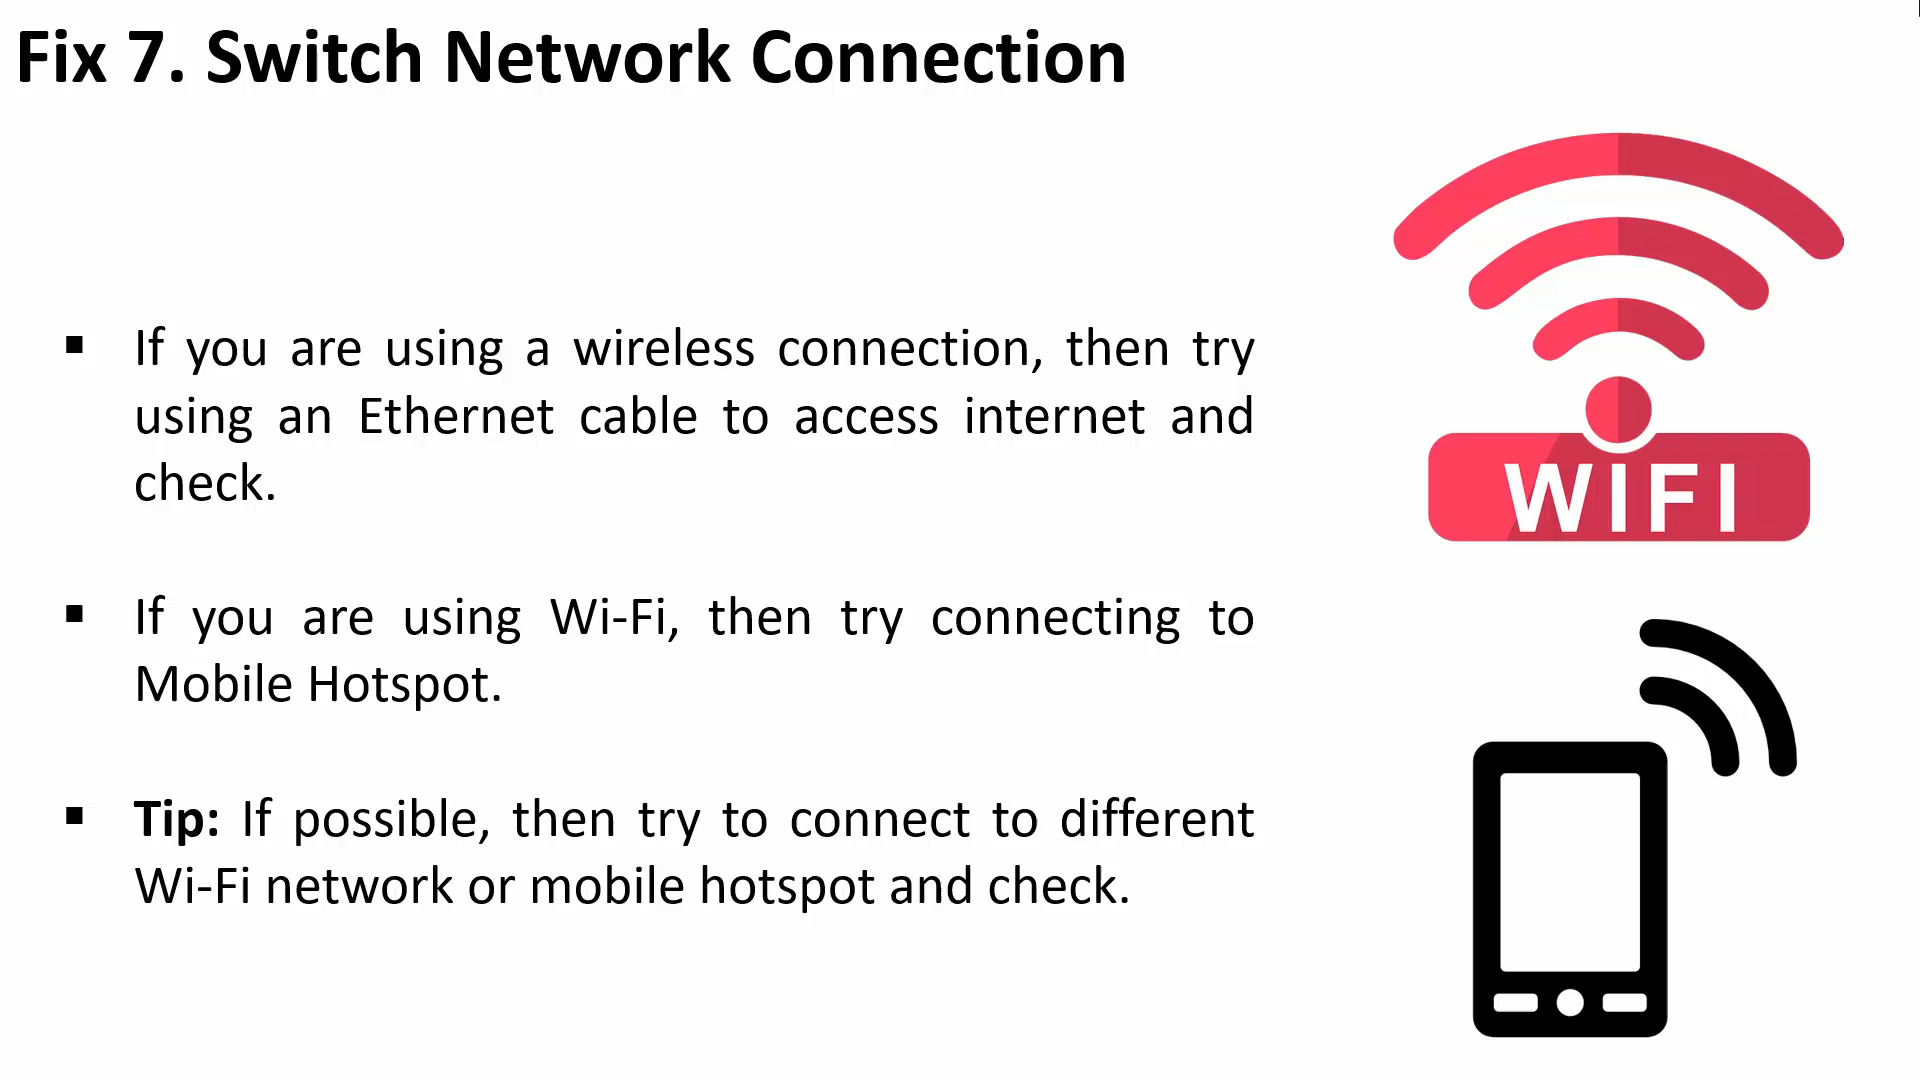 Fix 7. Switch Network Connection
▪ If you are using a wireless connection, then try
using an Ethernet cable to access internet and
check.
▪ If you are using Wi-Fi, then try connecting to
Mobile Hotspot.
▪ Tip: If possible, then try to connect to different
Wi-Fi network or mobile hotspot and check.
WIFI